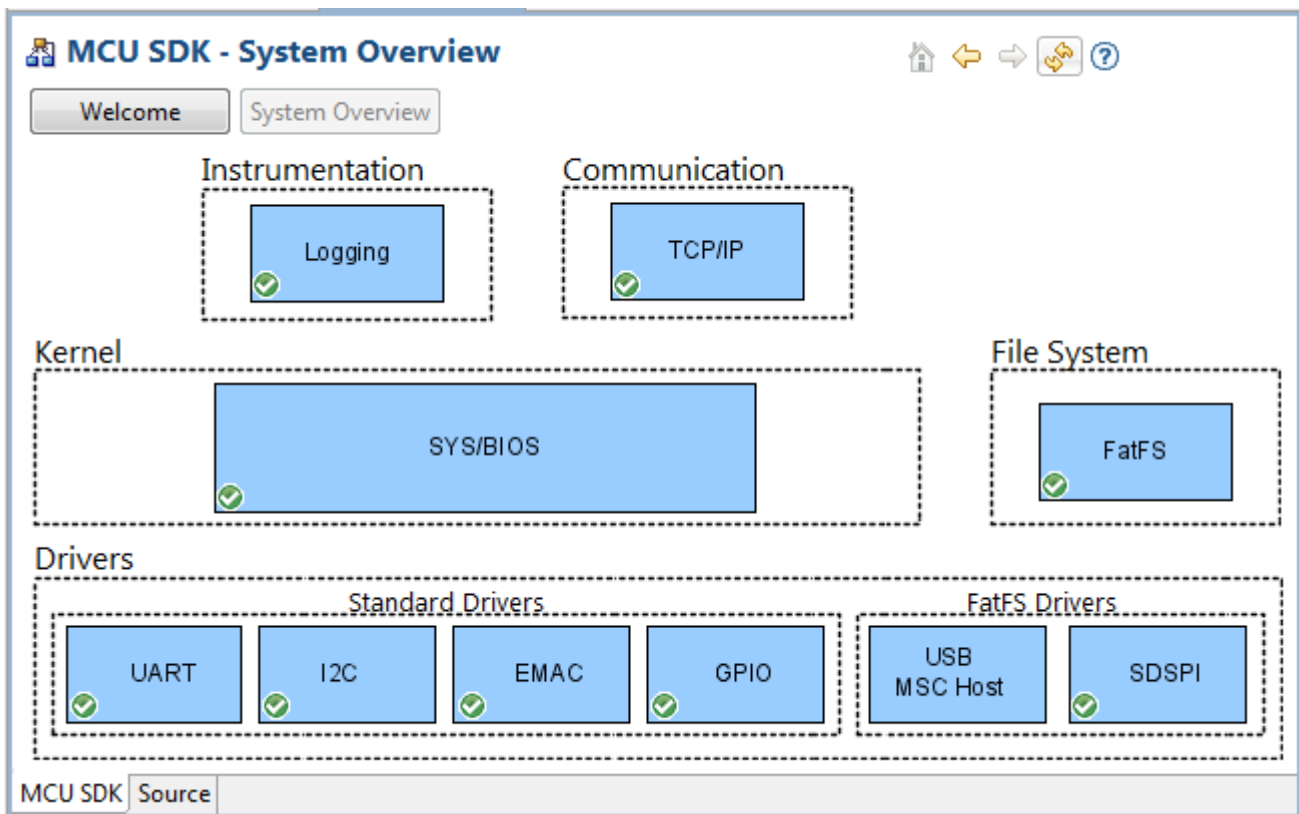 MCU SDK - System Overview
Welcome
System Overview
Instrumentation
Communication
Logging
TCP/IP
Kernel
File System
SYS/BIOS
FatFS
Drivers
Standard Drivers
FatFS Drivers
UART
I2C
EMAC
GPIO
USB
MSC Host
SDSPI
MCU SDK
Source